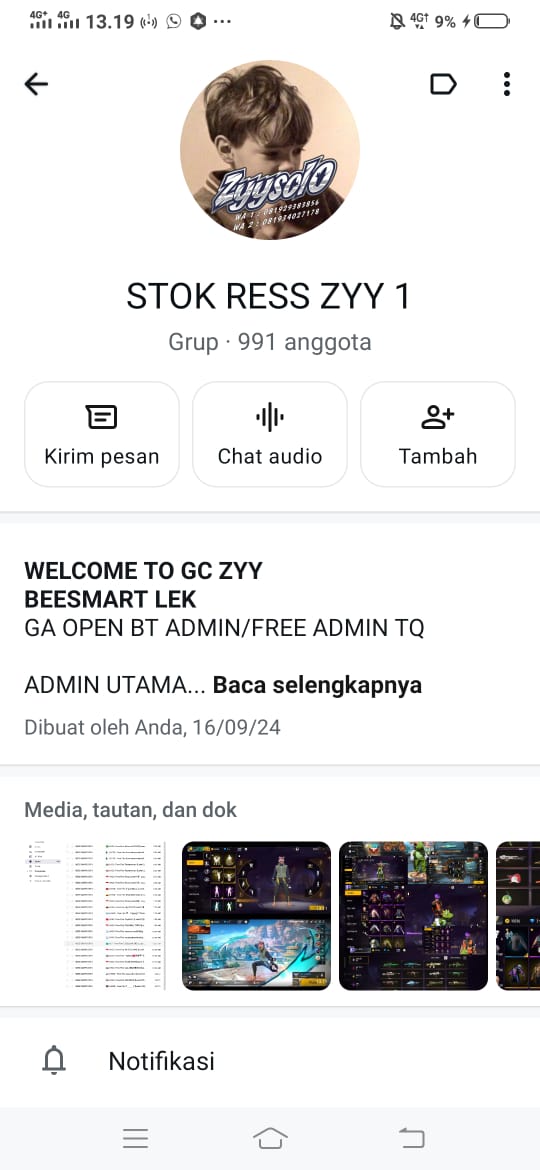 4G+ 4G 13.19 ... 4G+ 9%
Zyysolo
WA 1 : 081929383856
WA 2 : 081934027178
STOK RESS ZYY 1
Grup · 991 anggota
Kirim pesan
Chat audio
Tambah
WELCOME TO GC ZYY
BEESMART LEK
GA OPEN BT ADMIN/FREE ADMIN TQ
ADMIN UTAMA... Baca selengkapnya
Dibuat oleh Anda, 16/09/24
Media, tautan, dan dok
Notifikasi